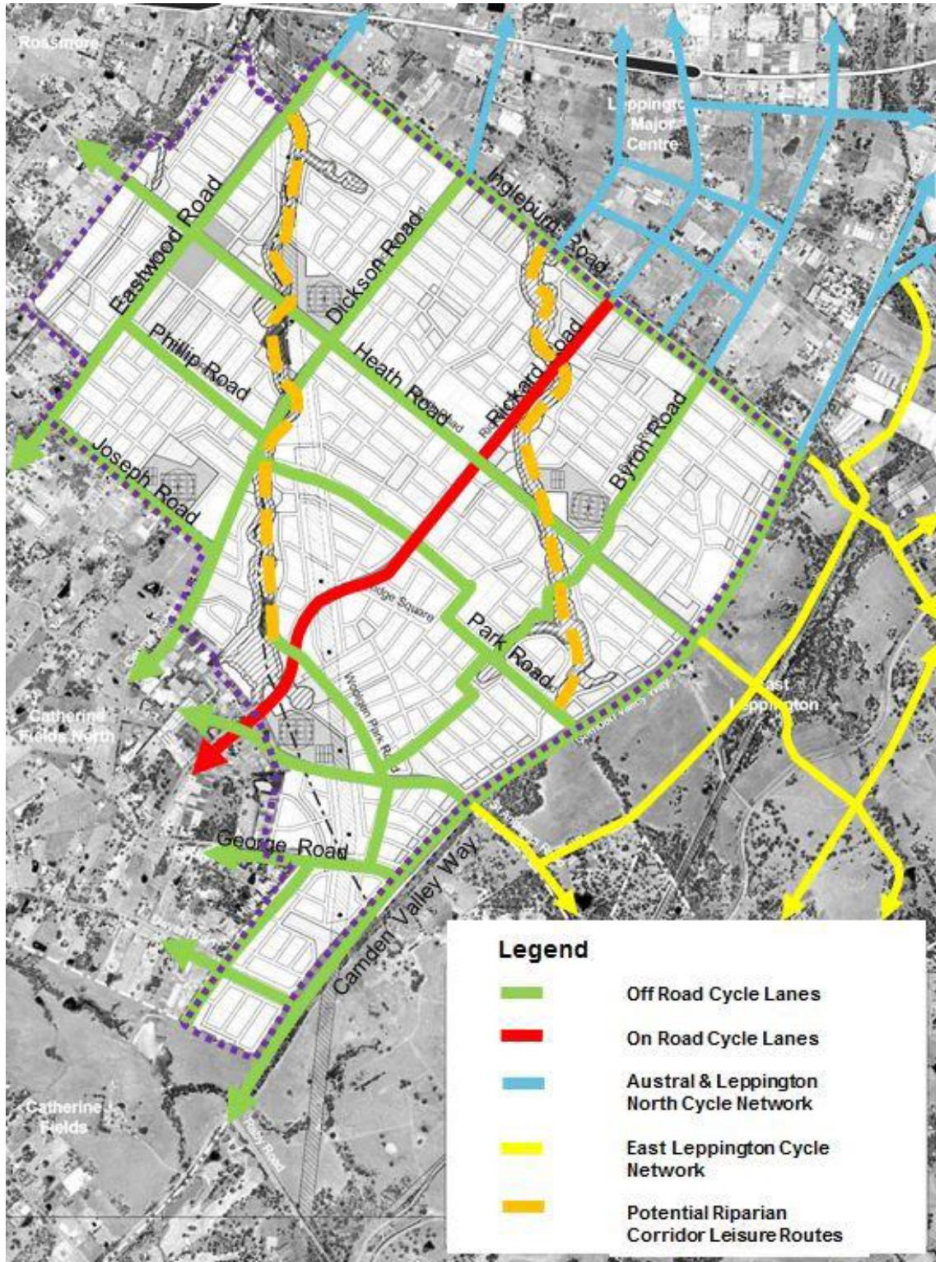 Rossmore
Leppington
Major
Centre
Ingleburn Road
Eastwood Road
Dickson Road
Rickard Road
Phillip Road
Heath Road
Byron Road
Joseph Road
Park Road
Catherine
Fields North
East
Leppington
George Road
Camden Valley Way
Catherine
Fields
Legend
Off Road Cycle Lanes
On Road Cycle Lanes
Austral & Leppington
North Cycle Network
East Leppington Cycle
Network
Potential Riparian
Corridor Leisure Routes